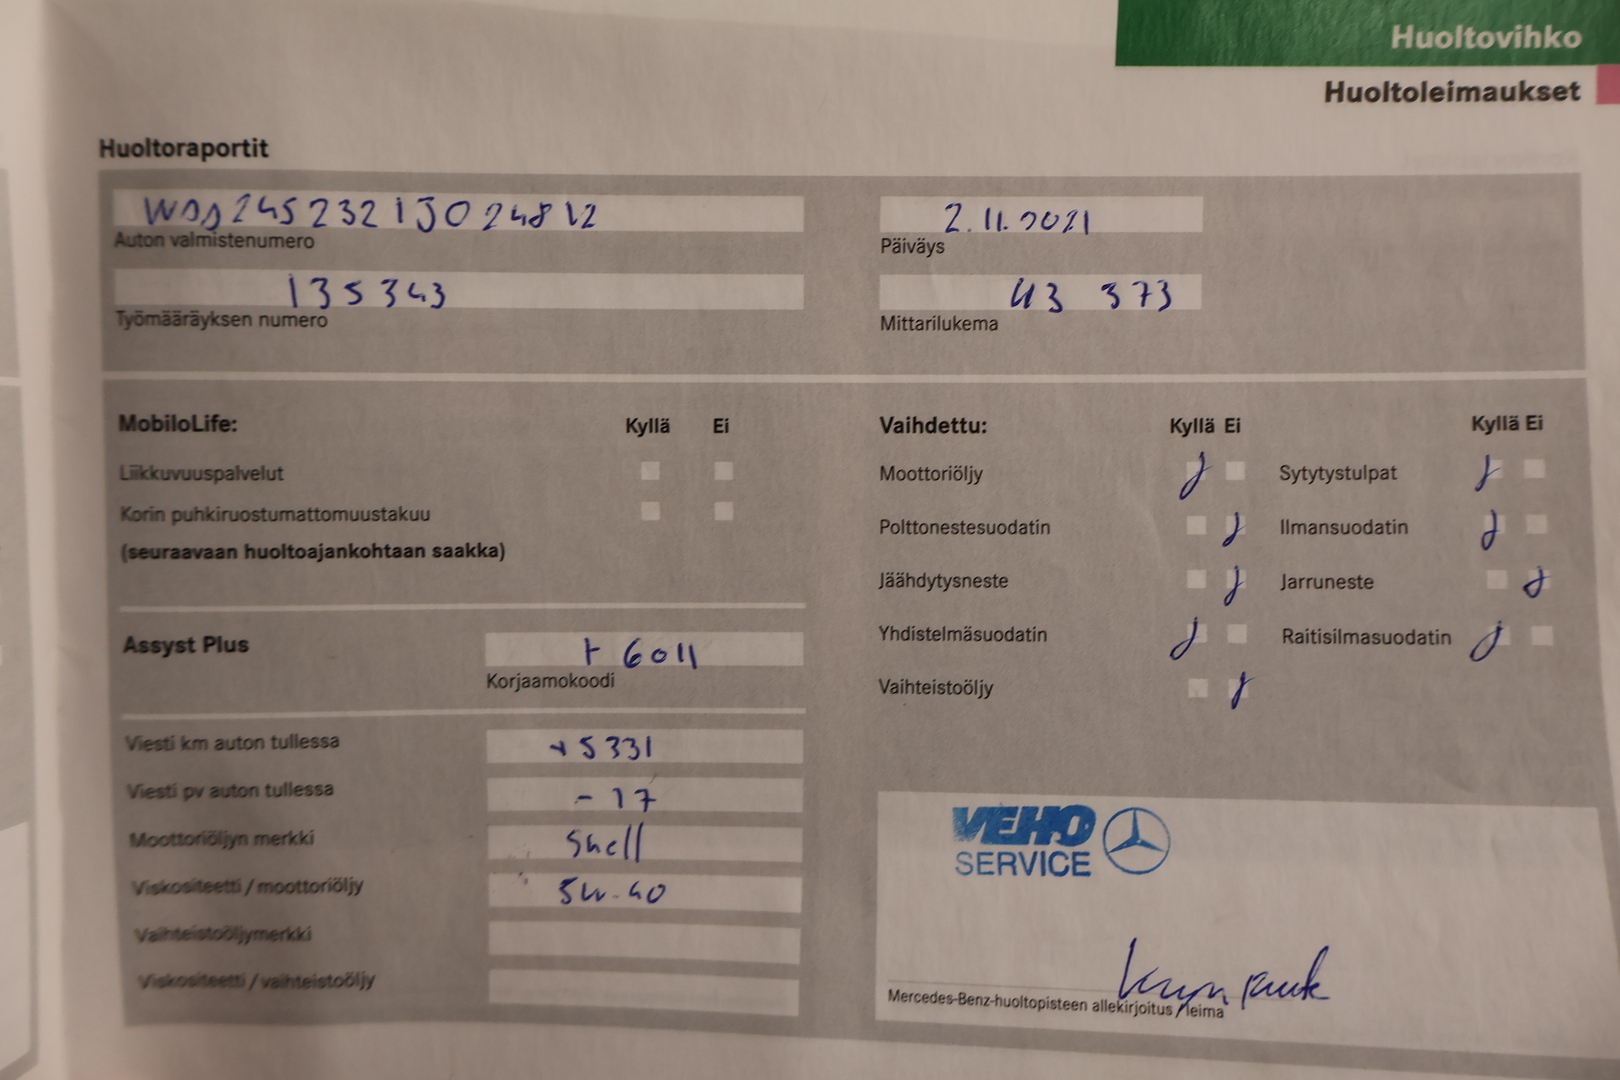 Huoltovihko
Huoltoleimaukset
Huoltoraportit
WDD2452321J024812
Auton valmistenumero
2.11.2021
Päiväys
135343
Työmääräyksen numero
43 373
Mittarilukema
MobiloLife: Kyllä Ei
Liikkuvuuspalvelut
Korin puhkiruostumattomuustakuu
(seuraavaan huoltoajankohtaan saakka)
Assyst Plus
6011
Korjaamokoodi
Viesti km auton tullessa +5331
Viesti pv auton tullessa -17
Moottoriöljyn merkki Shell
Viskositeetti / moottoriöljy 5W-40
Vaihteistoöljymerkki
Viskositeetti / vaihteistoöljy
Vaihdettu: Kyllä Ei Kyllä Ei
Moottoriöljy Sytytystulpat
Polttonestesuodatin Ilmansuodatin
Jäähdytysneste Jarruneste
Yhdistelmäsuodatin Raitisilmasuodatin
Vaihteistoöljy
VEHO
SERVICE
Mercedes-Benz-huoltopisteen allekirjoitus / leima